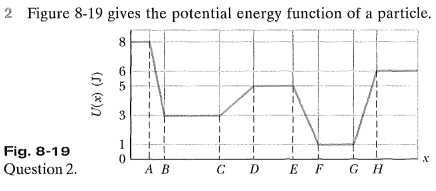 2 Figure 8-19 gives the potential energy function of a particle.
8
6
5
3
1
0
U(x) (J)
A B C D E F G H x
Fig. 8-19
Question 2.